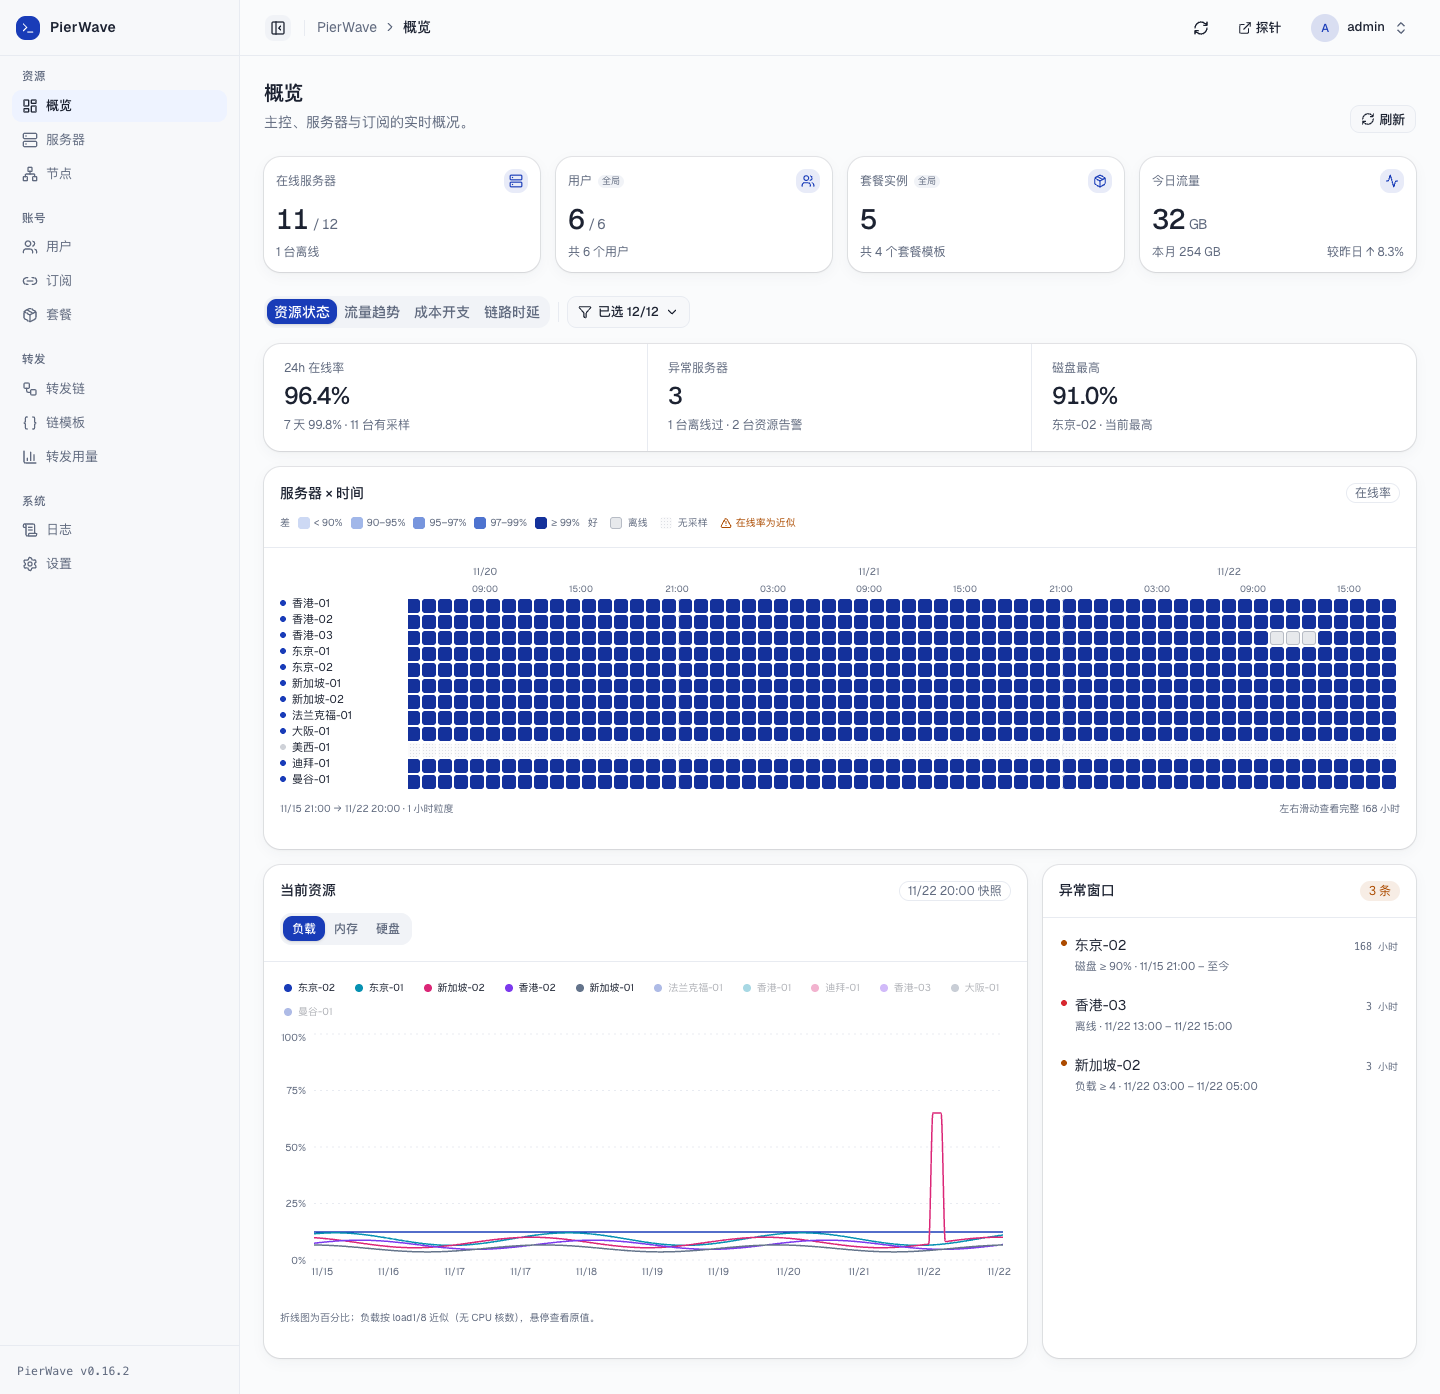 PierWave
PierWave > 概览
探针
A admin
资源
概览
服务器
节点
账号
用户
订阅
套餐
转发
转发链
链模板
转发用量
系统
日志
设置
PierWave v0.16.2
概览
主控、服务器与订阅的实时概况。
刷新
在线服务器
11 / 12
1 台离线
用户 全局
6 / 6
共 6 个用户
套餐实例 全局
5
共 4 个套餐模板
今日流量
32 GB
本月 254 GB 较昨日 ↑ 8.3%
资源状态 流量趋势 成本开支 链路时延 已选 12/12
24h 在线率
96.4%
7 天 99.8% · 11 台有采样
异常服务器
3
1 台离线过 · 2 台资源告警
磁盘最高
91.0%
东京-02 · 当前最高
服务器 × 时间 在线率
差 < 90% 90–95% 95–97% 97–99% ≥ 99% 好 离线 无采样 在线率为近似
11/20 11/21 11/22
09:00 15:00 21:00 03:00 09:00 15:00 21:00 03:00 09:00 15:00
香港-01
香港-02
香港-03
东京-01
东京-02
新加坡-01
新加坡-02
法兰克福-01
大阪-01
美西-01
迪拜-01
曼谷-01
11/15 21:00 → 11/22 20:00 · 1 小时粒度 左右滑动查看完整 168 小时
当前资源 11/22 20:00 快照
负载 内存 硬盘
东京-02 东京-01 新加坡-02 香港-02 新加坡-01 法兰克福-01 香港-01 迪拜-01 香港-03 大阪-01
曼谷-01
100%
75%
50%
25%
0%
11/15 11/16 11/17 11/17 11/18 11/19 11/19 11/20 11/21 11/22 11/22
折线图为百分比；负载按 load1/8 近似（无 CPU 核数），悬停查看原值。
异常窗口 3 条
东京-02 168 小时
磁盘 ≥ 90% · 11/15 21:00 – 至今
香港-03 3 小时
离线 · 11/22 13:00 – 11/22 15:00
新加坡-02 3 小时
负载 ≥ 4 · 11/22 03:00 – 11/22 05:00